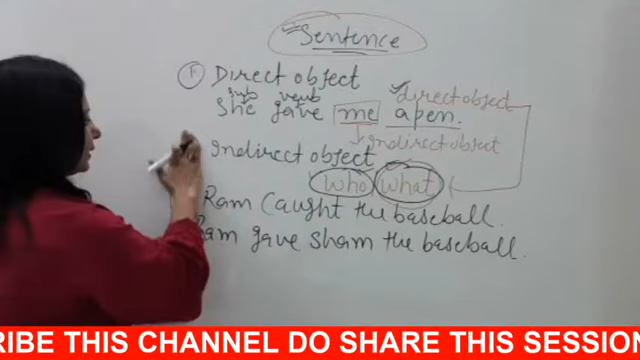 Sentence
Direct object
sub verb direct object
She gave me a pen.
Indirect object
Indirect object
who what
Ram Caught the baseball.
Ram gave Sham the baseball.
RIBE THIS CHANNEL DO SHARE THIS SESSION